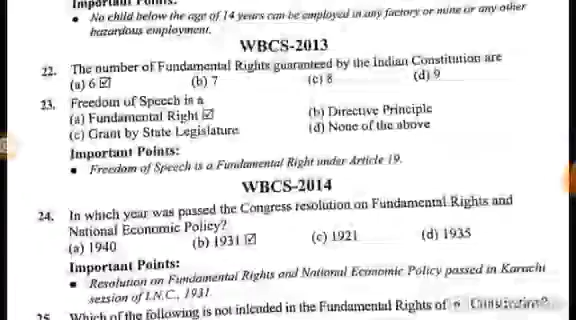 Important Points:
• No child below the age of 14 years can be employed in any factory or mine or any other
hazardous employment.
WBCS-2013
22. The number of Fundamental Rights guaranteed by the Indian Constitution are
(a) 6 ☑ (b) 7 (c) 8 (d) 9
23. Freedom of Speech is a
(a) Fundamental Right ☑ (b) Directive Principle
(c) Grant by State Legislature (d) None of the above
Important Points:
• Freedom of Speech is a Fundamental Right under Article 19.
WBCS-2014
24. In which year was passed the Congress resolution on Fundamental Rights and
National Economic Policy?
(a) 1940 (b) 1931 ☑ (c) 1921 (d) 1935
Important Points:
• Resolution on Fundamental Rights and National Economic Policy passed in Karachi
session of I.N.C., 1931.
25. Which of the following is not inlcuded in the Fundamental Rights of